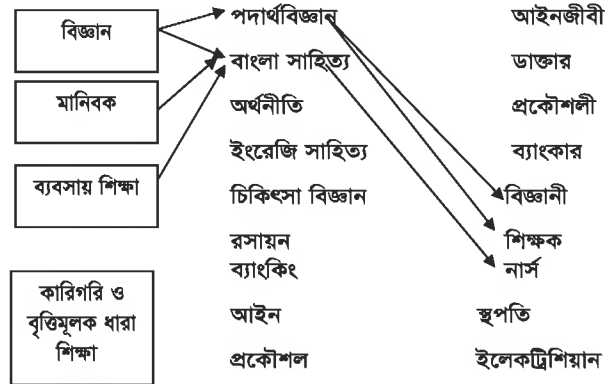 বিজ্ঞান
মানিবক
ব্যবসায় শিক্ষা
কারিগরি ও
বৃত্তিমূলক ধারা
শিক্ষা
পদার্থবিজ্ঞান
বাংলা সাহিত্য
অর্থনীতি
ইংরেজি সাহিত্য
চিকিৎসা বিজ্ঞান
রসায়ন
ব্যাংকিং
আইন
প্রকৌশল
আইনজীবী
ডাক্তার
প্রকৌশলী
ব্যাংকার
বিজ্ঞানী
শিক্ষক
নার্স
স্থপতি
ইলেকট্রিশিয়ান